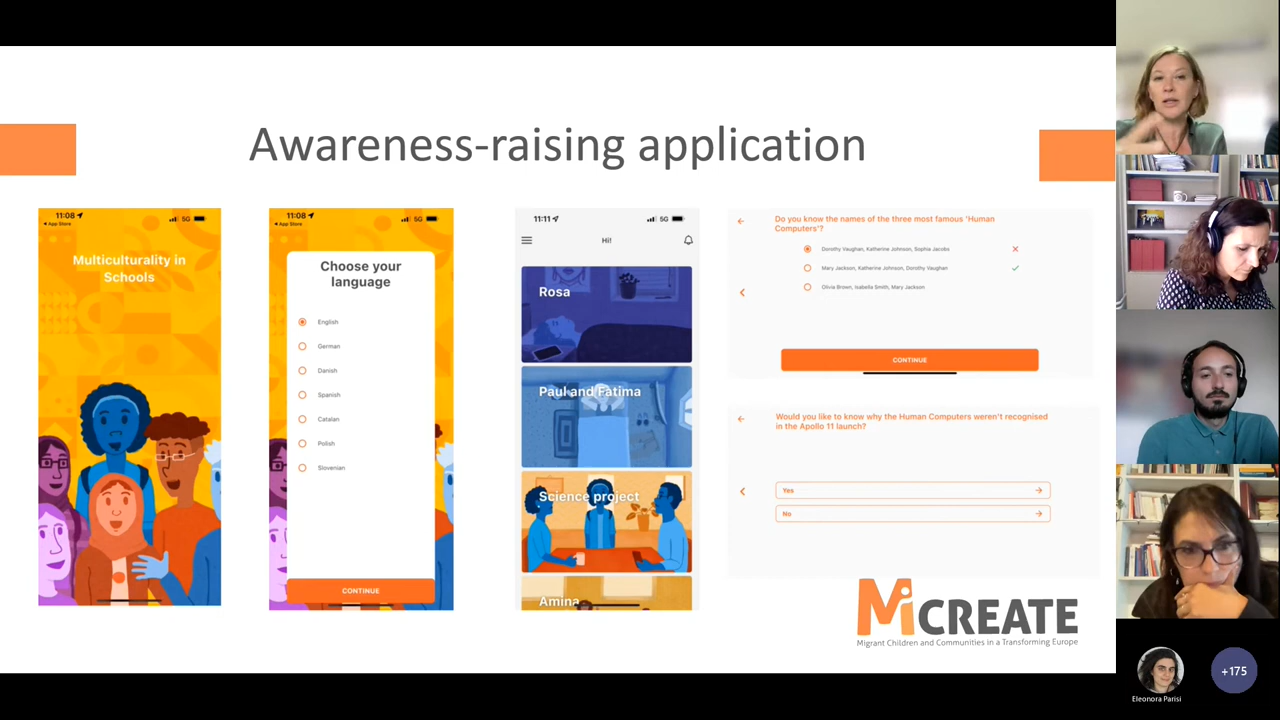 Awareness-raising application
11:08
5G
App Store
Multiculturality in
Schools
11:08
5G
App Store
Choose your
language
English
German
Danish
Spanish
Catalan
Polish
Slovenian
CONTINUE
11:11
5G
Hi!
Rosa
Paul and Fatima
Science project
Amina
Do you know the names of the three most famous 'Human
Computers'?
Dorothy Vaughan, Katherine Johnson, Sophia Jacobs
Mary Jackson, Katherine Johnson, Dorothy Vaughan
Olivia Brown, Isabella Smith, Mary Jackson
CONTINUE
Would you like to know why the Human Computers weren't recognised
in the Apollo 11 launch?
Yes
No
MiCREATE
Migrant Children and Communities in a Transforming Europe
Eleonora Parisi
+175